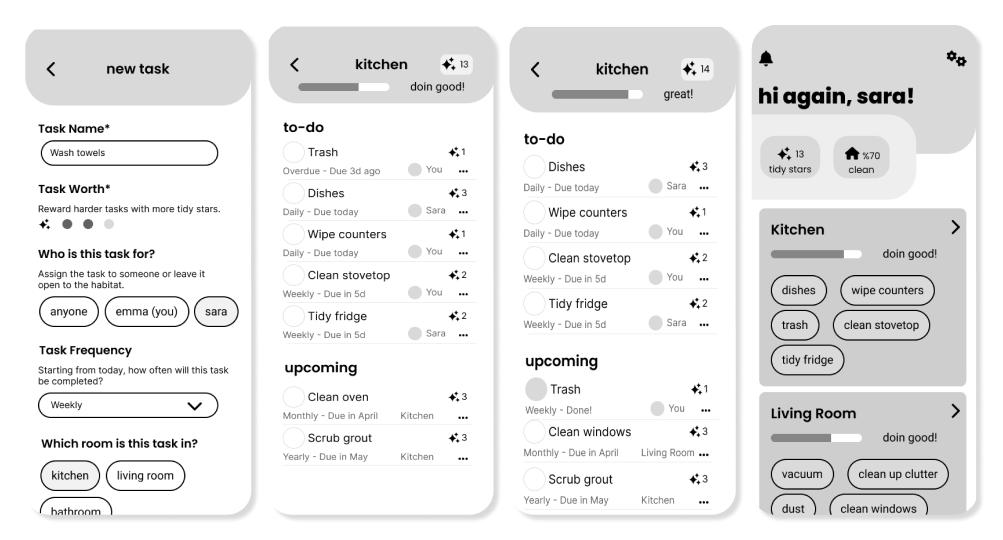 new task
Task Name*
Wash towels
Task Worth*
Reward harder tasks with more tidy stars.
Who is this task for?
Assign the task to someone or leave it
open to the habitat.
anyone
emma (you)
sara
Task Frequency
Starting from today, how often will this task
be completed?
Weekly
Which room is this task in?
kitchen
living room
bathroom
kitchen
13
doin good!
to-do
Trash
1
Overdue - Due 3d ago
You
Dishes
3
Daily - Due today
Sara
Wipe counters
1
Daily - Due today
You
Clean stovetop
2
Weekly - Due in 5d
You
Tidy fridge
2
Weekly - Due in 5d
Sara
upcoming
Clean oven
3
Monthly - Due in April
Kitchen
Scrub grout
3
Yearly - Due in May
Kitchen
kitchen
14
great!
to-do
Dishes
3
Daily - Due today
Sara
Wipe counters
1
Daily - Due today
You
Clean stovetop
2
Weekly - Due in 5d
You
Tidy fridge
2
Weekly - Due in 5d
Sara
upcoming
Trash
1
Weekly - Done!
You
Clean windows
3
Monthly - Due in April
Living Room
Scrub grout
3
Yearly - Due in May
Kitchen
hi again, sara!
13
tidy stars
%70
clean
Kitchen
doin good!
dishes
wipe counters
trash
clean stovetop
tidy fridge
Living Room
doin good!
vacuum
clean up clutter
dust
clean windows